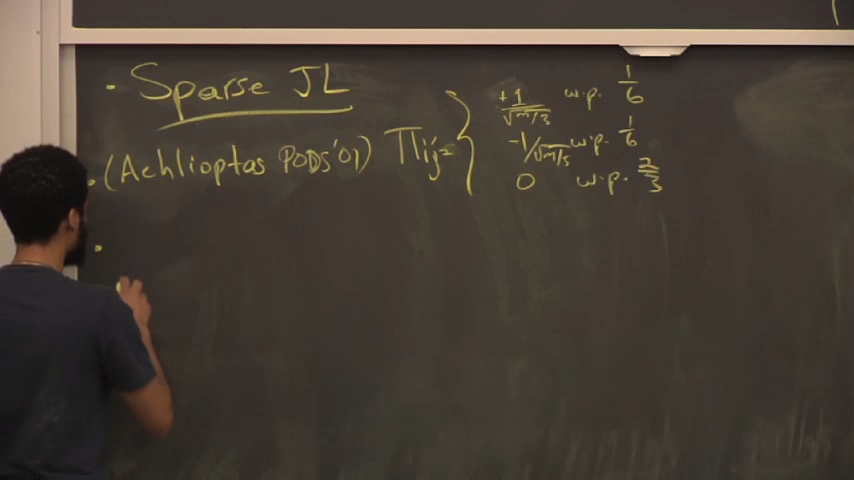 · Sparse JL
· (Achlioptas PODS'01) Πij = { +1/√m/3 w.p. 1/6
-1/√m/3 w.p. 1/6
0 w.p. 2/3
·